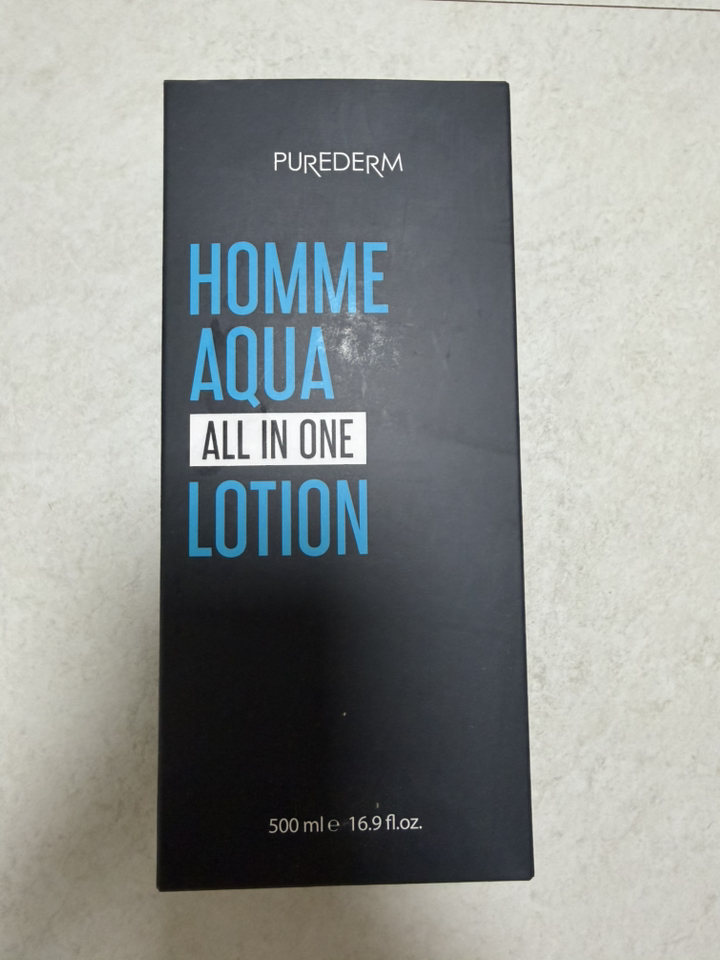 PUREDERM
HOMME
AQUA
ALL IN ONE
LOTION
500 ml ℮ 16.9 fl.oz.